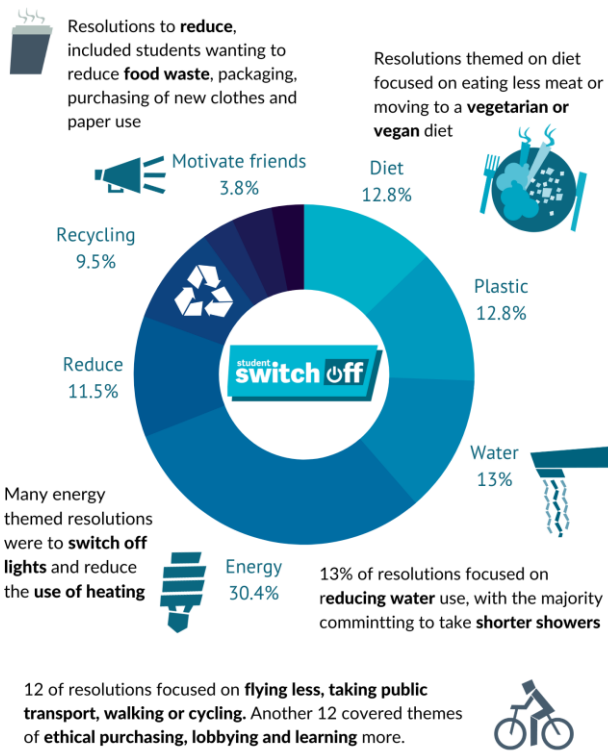 Resolutions to reduce,
included students wanting to
reduce food waste, packaging,
purchasing of new clothes and
paper use
Resolutions themed on diet
focused on eating less meat or
moving to a vegetarian or
vegan diet
Motivate friends
3.8%
Diet
12.8%
Recycling
9.5%
Plastic
12.8%
Reduce
11.5%
student
switch off
Water
13%
Many energy
themed resolutions
were to switch off
lights and reduce
the use of heating
Energy
30.4%
13% of resolutions focused on
reducing water use, with the majority
committing to take shorter showers
12 of resolutions focused on flying less, taking public
transport, walking or cycling. Another 12 covered themes
of ethical purchasing, lobbying and learning more.